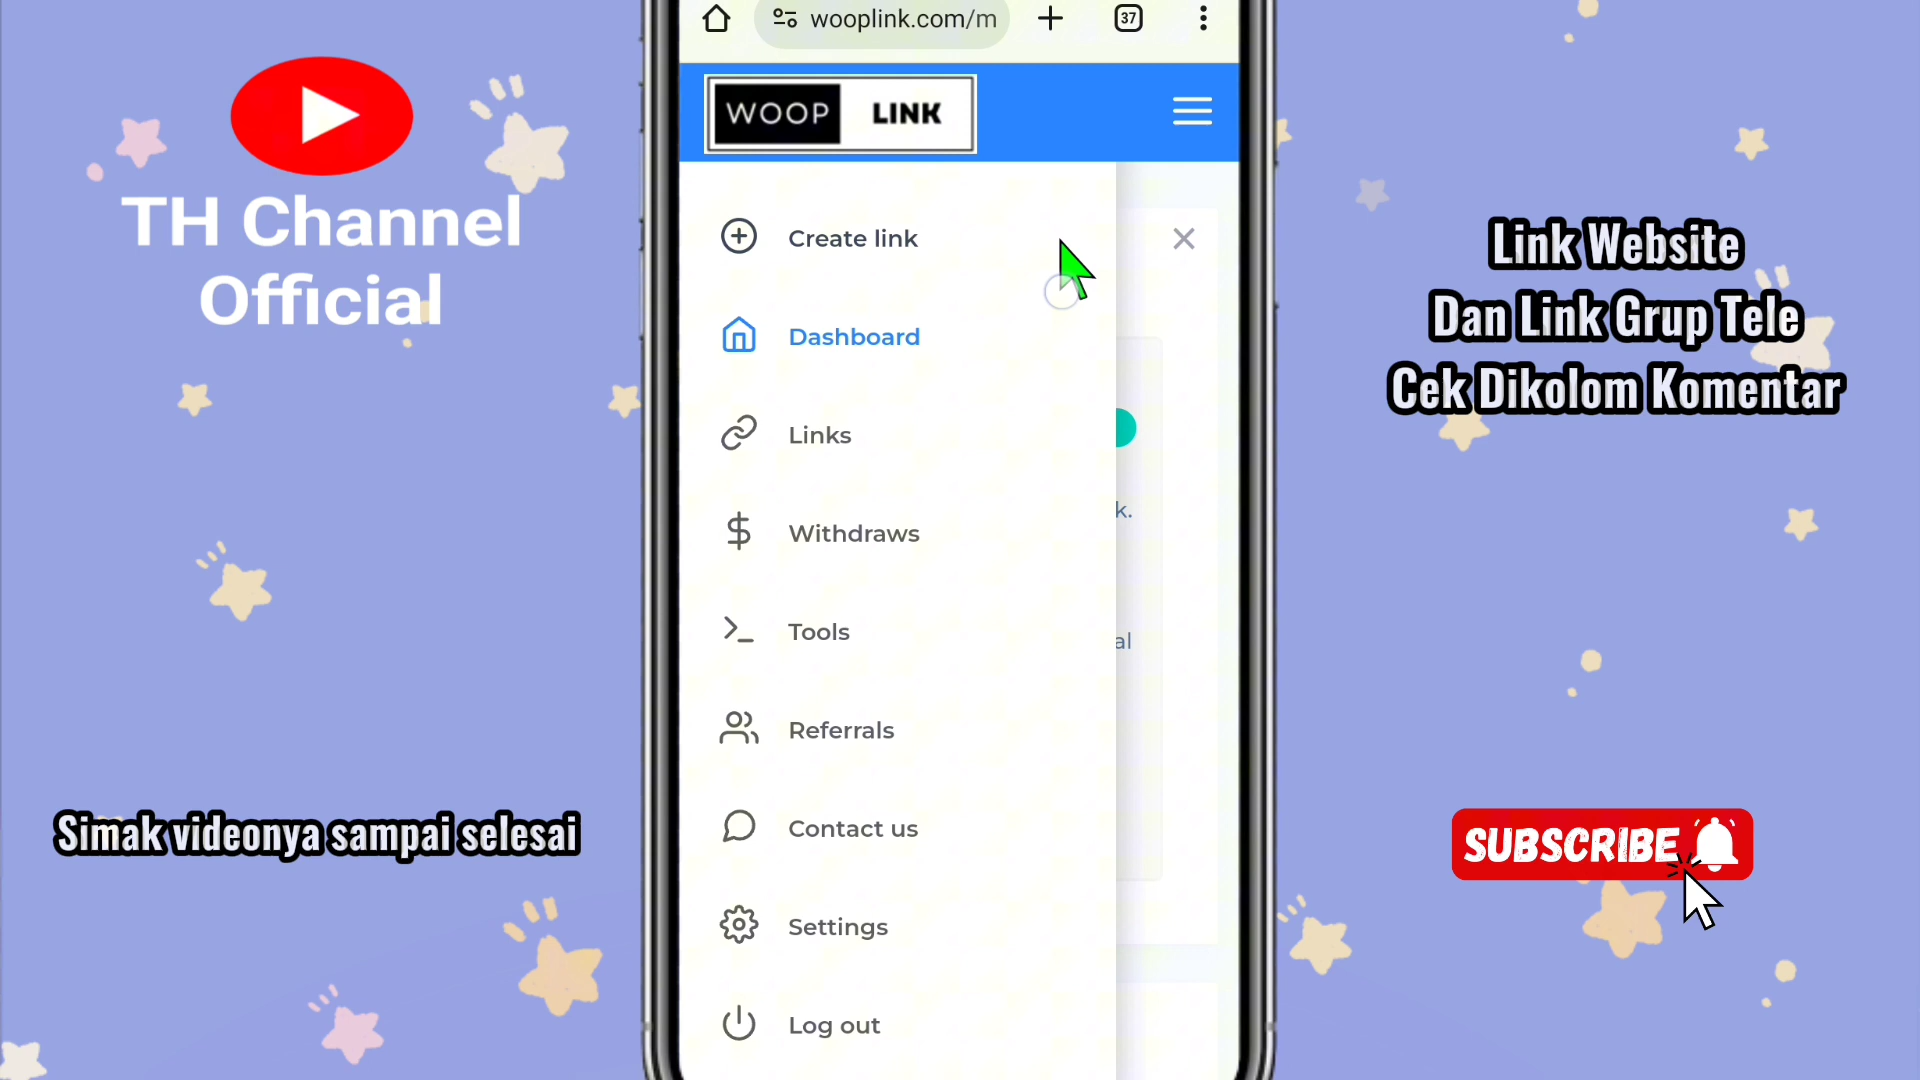 TH Channel
Official
Simak videonya sampai selesai
wooplink.com/m
37
WOOP LINK
Create link
Dashboard
Links
Withdraws
Tools
Referrals
Contact us
Settings
Log out
k.
al
Link Website
Dan Link Grup Tele
Cek Dikolom Komentar
SUBSCRIBE